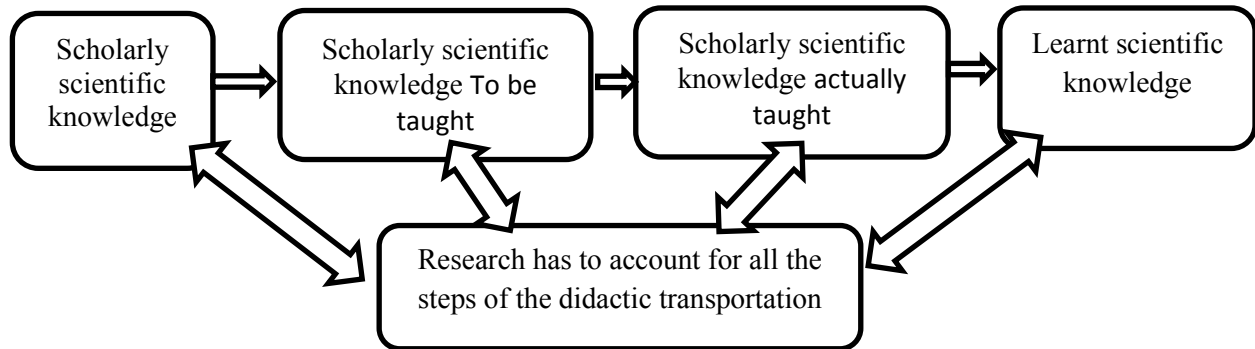 Scholarly
scientific
knowledge
Scholarly scientific
knowledge To be
taught
Scholarly scientific
knowledge actually
taught
Learnt scientific
knowledge
Research has to account for all the
steps of the didactic transportation